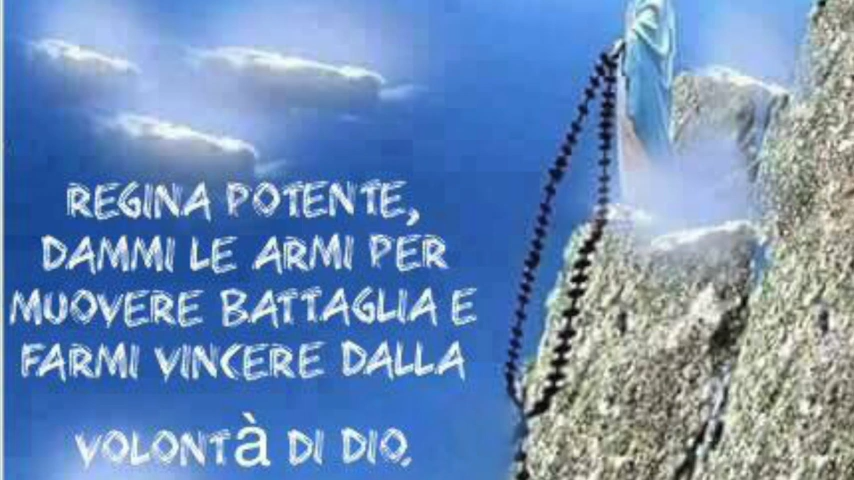 REGINA POTENTE,
DAMMI LE ARMI PER
MUOVERE BATTAGLIA E
FARMI VINCERE DALLA
VOLONTÀ DI DIO.